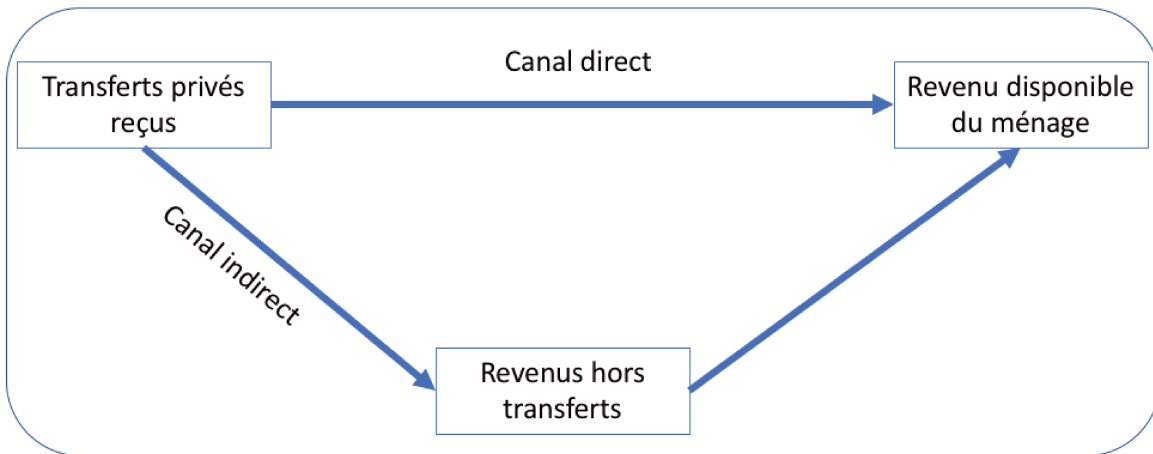 Canal direct
Transferts privés
reçus
Revenu disponible
du ménage
Canal indirect
Revenus hors
transferts